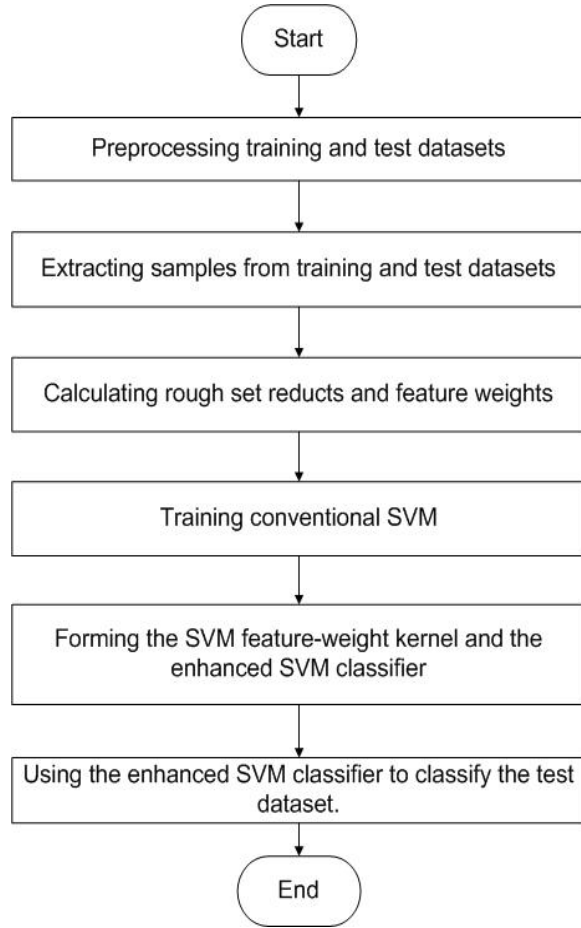 Start
Preprocessing training and test datasets
Extracting samples from training and test datasets
Calculating rough set reducts and feature weights
Training conventional SVM
Forming the SVM feature-weight kernel and the
enhanced SVM classifier
Using the enhanced SVM classifier to classify the test
dataset.
End